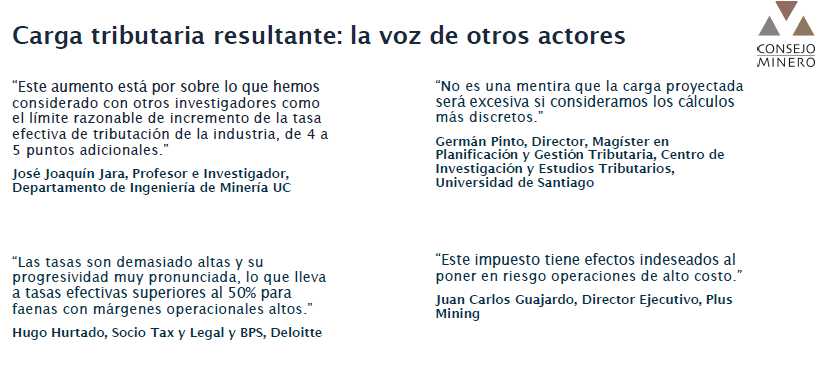 Carga tributaria resultante: la voz de otros actores
CONSEJO
MINERO
“Este aumento está por sobre lo que hemos
considerado con otros investigadores como
el límite razonable de incremento de la tasa
efectiva de tributación de la industria, de 4 a
5 puntos adicionales.”
José Joaquín Jara, Profesor e Investigador,
Departamento de Ingeniería de Minería UC
“No es una mentira que la carga proyectada
será excesiva si consideramos los cálculos
más discretos.”
Germán Pinto, Director, Magíster en
Planificación y Gestión Tributaria, Centro de
Investigación y Estudios Tributarios,
Universidad de Santiago
“Las tasas son demasiado altas y su
progresividad muy pronunciada, lo que lleva
a tasas efectivas superiores al 50% para
faenas con márgenes operacionales altos.”
Hugo Hurtado, Socio Tax y Legal y BPS, Deloitte
“Este impuesto tiene efectos indeseados al
poner en riesgo operaciones de alto costo.”
Juan Carlos Guajardo, Director Ejecutivo, Plus
Mining